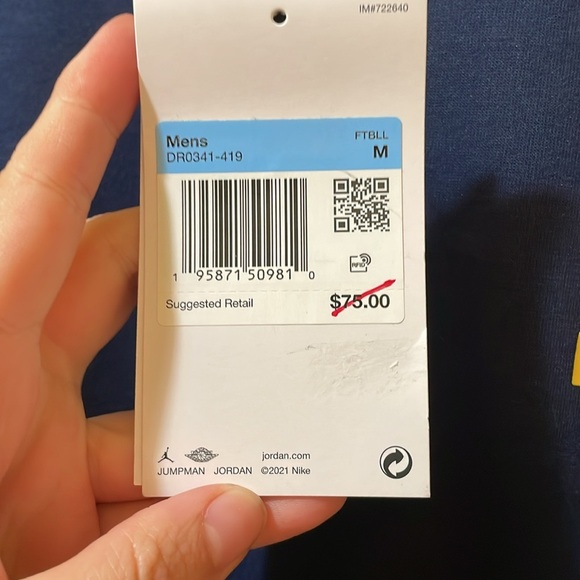 IM#722640
Mens FTBLL
DR0341-419 M
RFID
1 95871 50981 0
Suggested Retail $75.00
jordan.com
JUMPMAN JORDAN ©2021 Nike